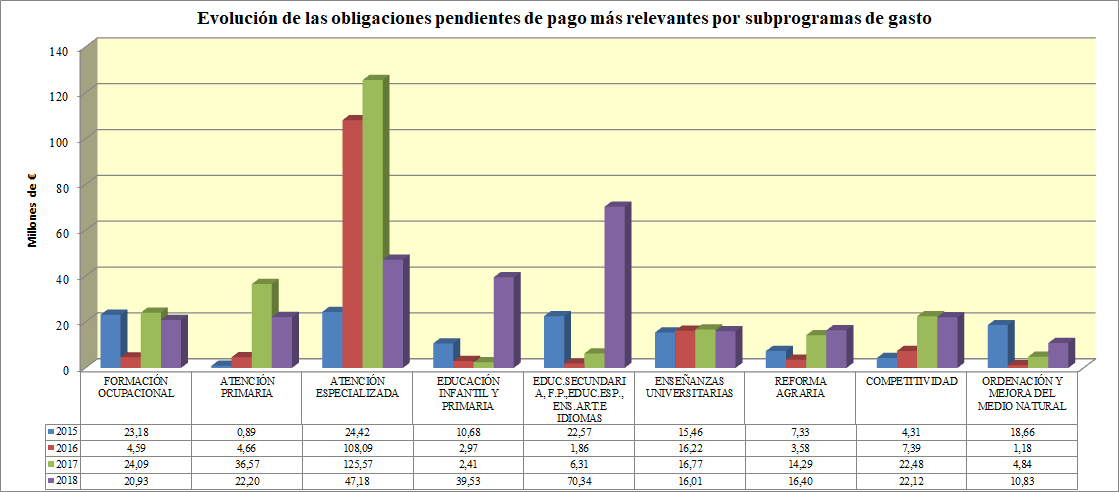 Evolución de las obligaciones pendientes de pago más relevantes por subprogramas de gasto
Millones de €
140
120
100
80
60
40
20
0
FORMACIÓN OCUPACIONAL
ATENCIÓN PRIMARIA
ATENCIÓN ESPECIALIZADA
EDUCACIÓN INFANTIL Y PRIMARIA
EDUC.SECUNDARI A, F.P.,EDUC.ESP., ENS.ART.E IDIOMAS
ENSEÑANZAS UNIVERSITARIAS
REFORMA AGRARIA
COMPETITIVIDAD
ORDENACIÓN Y MEJORA DEL MEDIO NATURAL
2015 23,18 0,89 24,42 10,68 22,57 15,46 7,33 4,31 18,66
2016 4,59 4,66 108,09 2,97 1,86 16,22 3,58 7,39 1,18
2017 24,09 36,57 125,57 2,41 6,31 16,77 14,29 22,48 4,84
2018 20,93 22,20 47,18 39,53 70,34 16,01 16,40 22,12 10,83